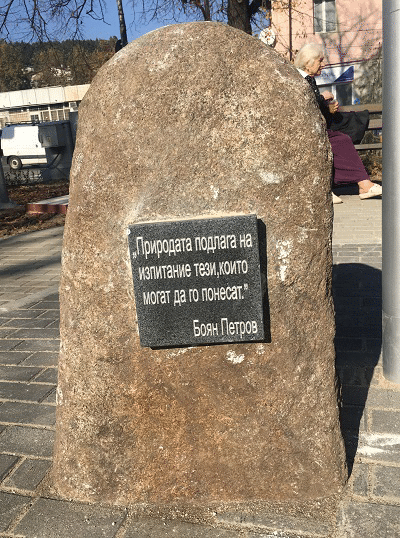 „Природата подлага на
изпитание тези,които
могат да го понесат."
Боян Петров